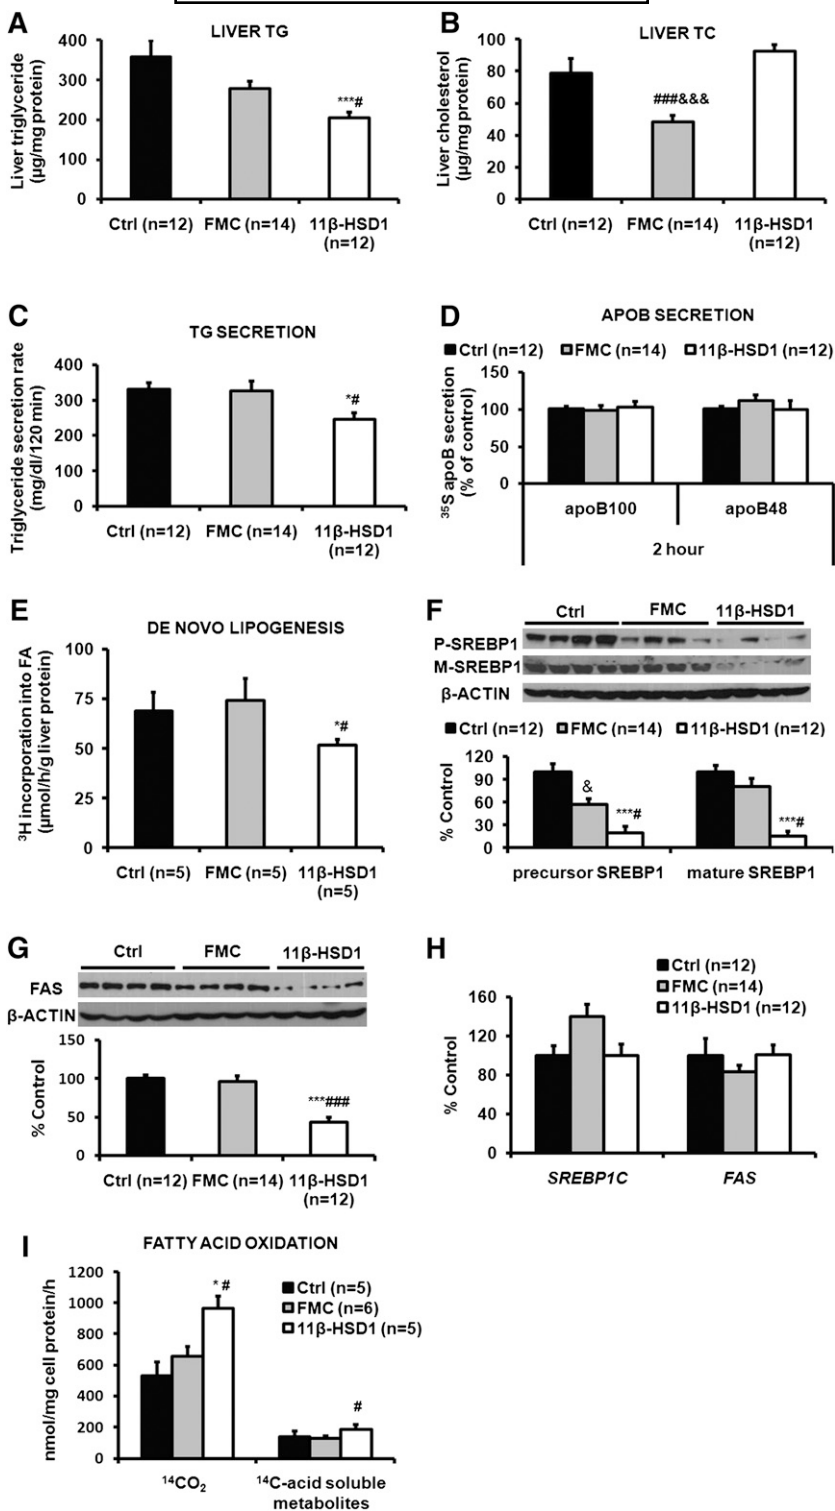 A
LIVER TG
Liver triglyceride
(µg/mg protein)
400
300
200
100
0
***#
Ctrl (n=12) FMC (n=14) 11β-HSD1
(n=12)
B
LIVER TC
Liver cholesterol
(µg/mg protein)
100
80
60
40
20
0
###&&&
Ctrl (n=12) FMC (n=14) 11β-HSD1
(n=12)
C
TG SECRETION
Triglyceride secretion rate
(mg/dl/120 min)
400
300
200
100
0
*#
Ctrl (n=12) FMC (n=14) 11β-HSD1
(n=12)
D
APOB SECRETION
Ctrl (n=12) FMC (n=14) 11β-HSD1 (n=12)
³⁵S apoB secretion
(% of control)
150
100
50
0
apoB100 apoB48
2 hour
E
DE NOVO LIPOGENESIS
³H incorporation into FA
(µmol/h/g liver protein)
100
75
50
25
0
*#
Ctrl (n=5) FMC (n=5) 11β-HSD1
(n=5)
F
Ctrl FMC 11β-HSD1
P-SREBP1
M-SREBP1
β-ACTIN
Ctrl (n=12) FMC (n=14) 11β-HSD1 (n=12)
% Control
120
90
60
30
0
&
***#
***#
precursor SREBP1 mature SREBP1
G
Ctrl FMC 11β-HSD1
FAS
β-ACTIN
% Control
150
100
50
0
***###
Ctrl (n=12) FMC (n=14) 11β-HSD1
(n=12)
H
Ctrl (n=12)
FMC (n=14)
11β-HSD1 (n=12)
% Control
160
120
80
40
0
SREBP1C FAS
I
FATTY ACID OXIDATION
nmol/mg cell protein/h
1200
1000
800
600
400
200
0
* #
#
Ctrl (n=5)
FMC (n=6)
11β-HSD1 (n=5)
¹⁴CO₂ ¹⁴C-acid soluble
metabolites